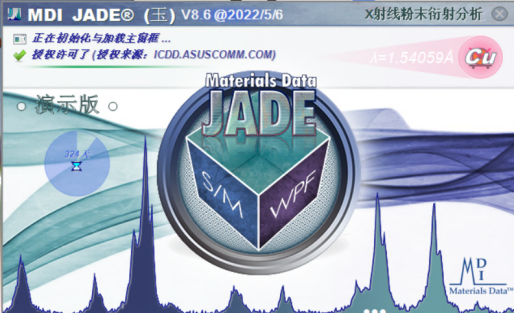 MDI JADE® (玉) V8.6 @2022/5/6
X射线粉末衍射分析
正在初始化与加载主窗框 ...
授权许可了 (授权来源: ICDD.ASUSCOMM.COM)
λ=1.54059Å
Cu
Materials Data
JADE
演示版
SIM
WPF
MDI
Materials Data™